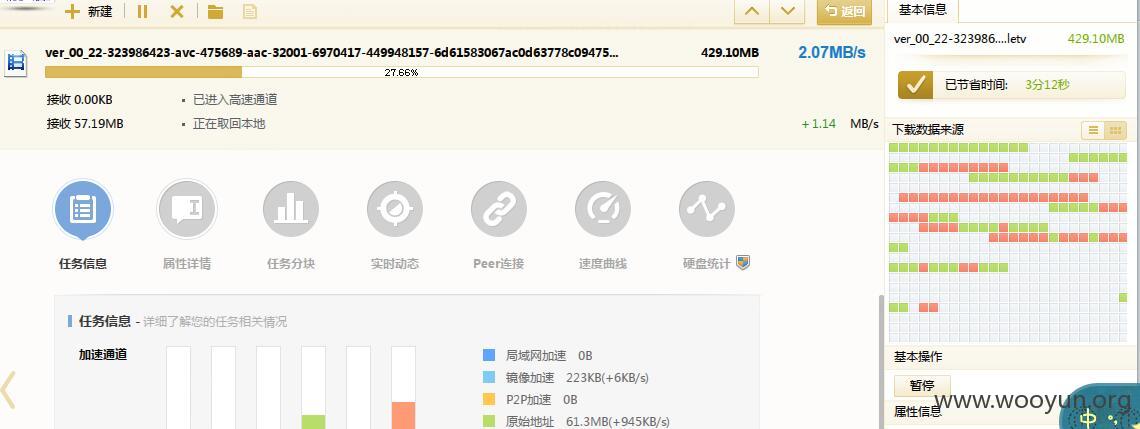 新建
返回
ver_00_22-323986423-avc-475689-aac-32001-6970417-449948157-6d61583067ac0d63778c09475...
429.10MB
2.07MB/s
27.66%
接收 0.00KB
已进入高速通道
接收 57.19MB
正在取回本地
+1.14 MB/s
任务信息
属性详情
任务分块
实时动态
Peer连接
速度曲线
硬盘统计
任务信息 - 详细了解您的任务相关情况
加速通道
局域网加速 0B
镜像加速 223KB(+6KB/s)
P2P加速 0B
原始地址 61.3MB(+945KB/s)
基本信息
ver_00_22-323986....letv
429.10MB
已节省时间: 3分12秒
下载数据来源
基本操作
暂停
属性信息
www.wooyun.org
中